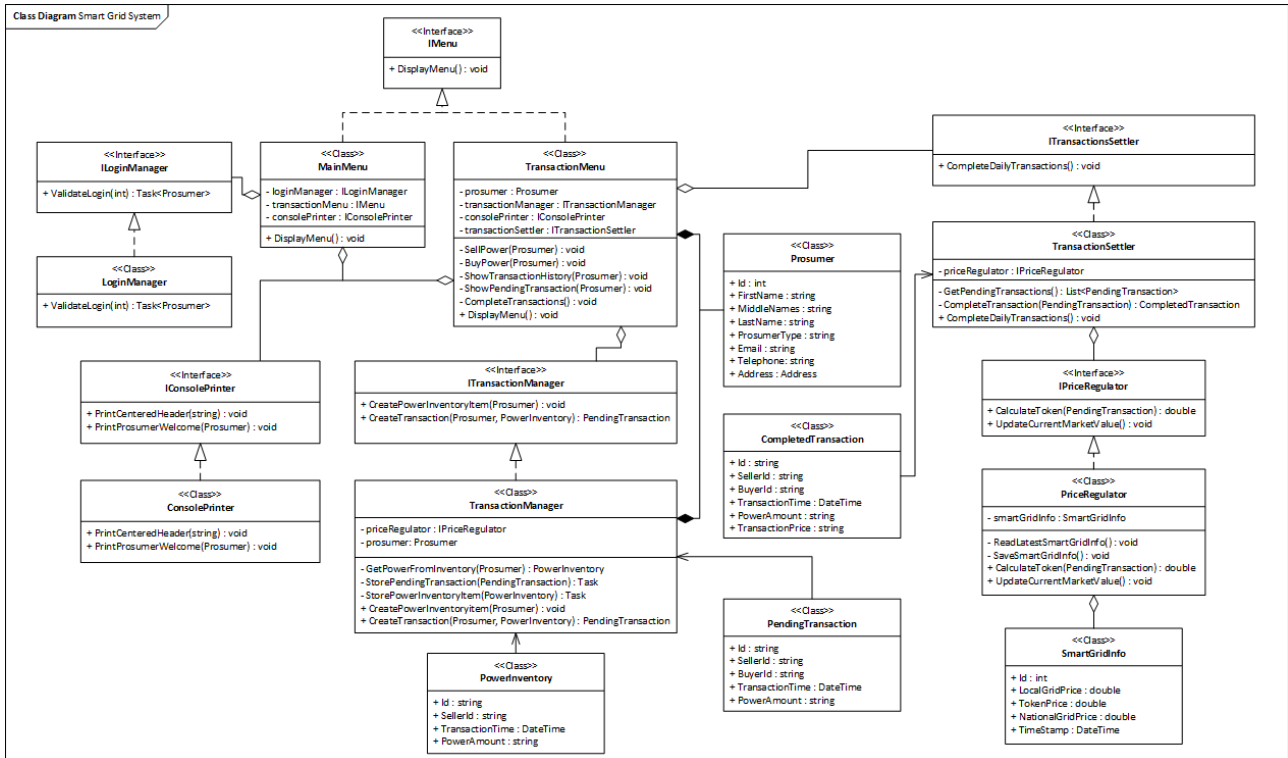 Class Diagram Smart Grid System
<<Interface>>
IMenu
+ DisplayMenu() : void
<<Interface>>
ILoginManager
+ ValidateLogin(int) : Task<Prosumer>
<<Class>>
MainMenu
- loginManager : ILoginManager
- transactionMenu : IMenu
- consolePrinter : IConsolePrinter
+ DisplayMenu() : void
<<Class>>
TransactionMenu
- prosumer : Prosumer
- transactionManager : ITransactionManager
- consolePrinter : IConsolePrinter
- transactionSettler : ITransactionSettler
- SellPower(Prosumer) : void
- BuyPower(Prosumer) : void
- ShowTransactionHistory(Prosumer) : void
- ShowPendingTransaction(Prosumer) : void
- CompleteTransactions() : void
+ DisplayMenu() : void
<<Interface>>
ITransactionsSettler
+ CompleteDailyTransactions() : void
<<Class>>
LoginManager
+ ValidateLogin(int) : Task<Prosumer>
<<Class>>
Prosumer
+ Id : int
+ FirstName : string
+ MiddleNames : string
+ LastName : string
+ ProsumerType : string
+ Email : string
+ Telephone: string
+ Address : Address
<<Class>>
TransactionSettler
- priceRegulator : IPriceRegulator
- GetPendingTransactions() : List<PendingTransaction>
- CompleteTransaction(PendingTransaction) : CompletedTransaction
+ CompleteDailyTransactions() : void
<<Interface>>
IConsolePrinter
+ PrintCenteredHeader(string) : void
+ PrintProsumerWelcome(Prosumer) : void
<<Interface>>
ITransactionManager
+ CreatePowerInventoryItem(Prosumer) : void
+ CreateTransaction(Prosumer, PowerInventory) : PendingTransaction
<<Interface>>
IPriceRegulator
+ CalculateToken(PendingTransaction) : double
+ UpdateCurrentMarketValue() : void
<<Class>>
CompletedTransaction
+ Id : string
+ SellerId : string
+ BuyerId : string
+ TransactionTime : DateTime
+ PowerAmount : string
+ TransactionPrice : string
<<Class>>
ConsolePrinter
+ PrintCenteredHeader(string) : void
+ PrintProsumerWelcome(Prosumer) : void
<<Class>>
TransactionManager
- priceRegulator : IPriceRegulator
- prosumer: Prosumer
- GetPowerFromInventory(Prosumer) : PowerInventory
- StorePendingTransaction(PendingTransaction) : Task
- StorePowerInventoryItem(PowerInventory) : Task
+ CreatePowerInventoryitem(Prosumer) : void
+ CreateTransaction(Prosumer, PowerInventory) : PendingTransaction
<<Class>>
PriceRegulator
- smartGridInfo : SmartGridInfo
- ReadLatestSmartGridInfo() : void
- SaveSmartGridInfo() : void
+ CalculateToken(PendingTransaction) : double
+ UpdateCurrentMarketValue() : void
<<Class>>
PendingTransaction
+ Id : string
+ SellerId : string
+ BuyerId : string
+ TransactionTime : DateTime
+ PowerAmount : string
<<Class>>
PowerInventory
+ Id : string
+ SellerId : string
+ TransactionTime : DateTime
+ PowerAmount : string
<<Class>>
SmartGridInfo
+ Id : int
+ LocalGridPrice : double
+ TokenPrice : double
+ NationalGridPrice : double
+ TimeStamp : DateTime